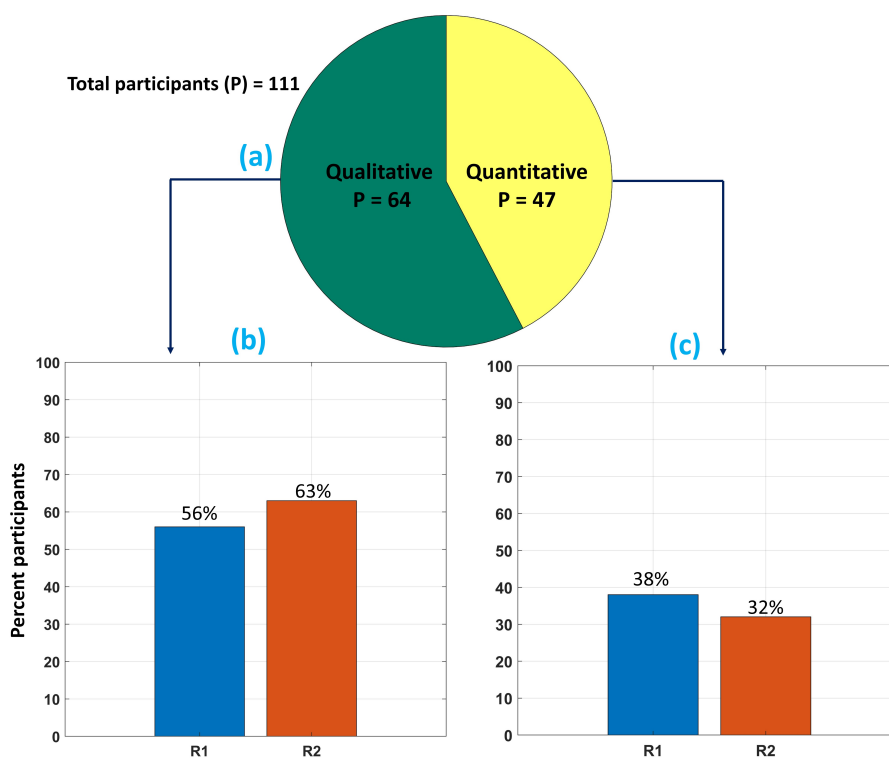 Total participants (P) = 111
(a)
Qualitative
P = 64
Quantitative
P = 47
(b)
Percent participants
100
90
80
70
60
50
40
30
20
10
0
56%
63%
R1
R2
(c)
100
90
80
70
60
50
40
30
20
10
0
38%
32%
R1
R2